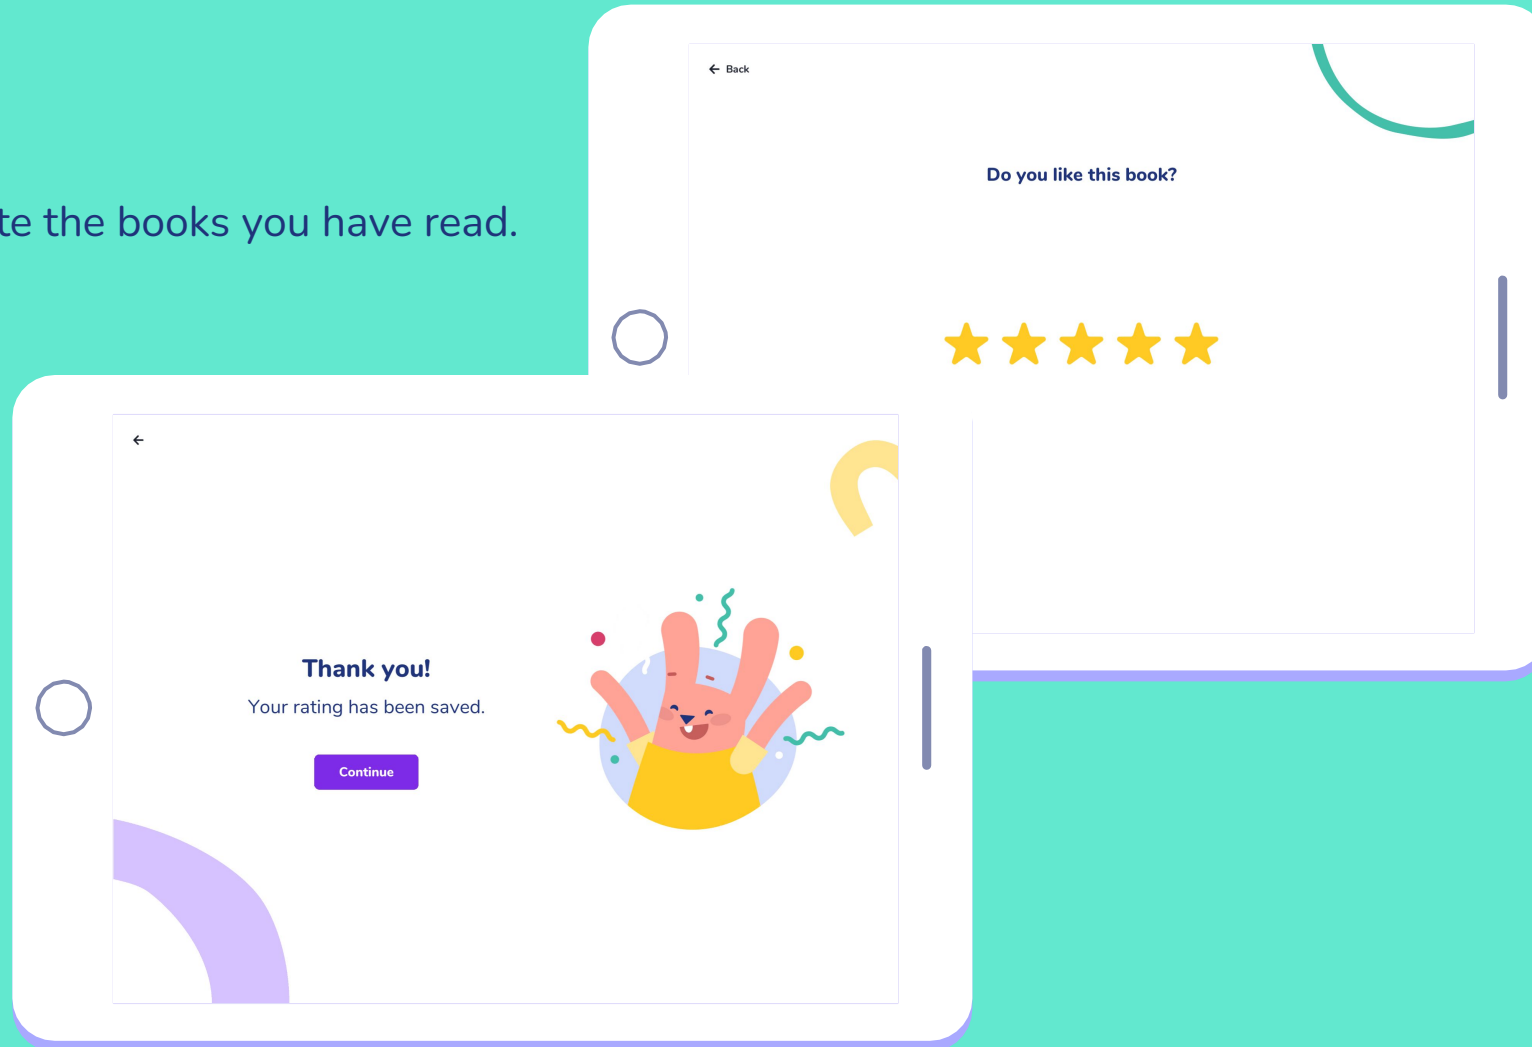 Back
Do you like this book?
te the books you have read.
Thank you!
Your rating has been saved.
Continue